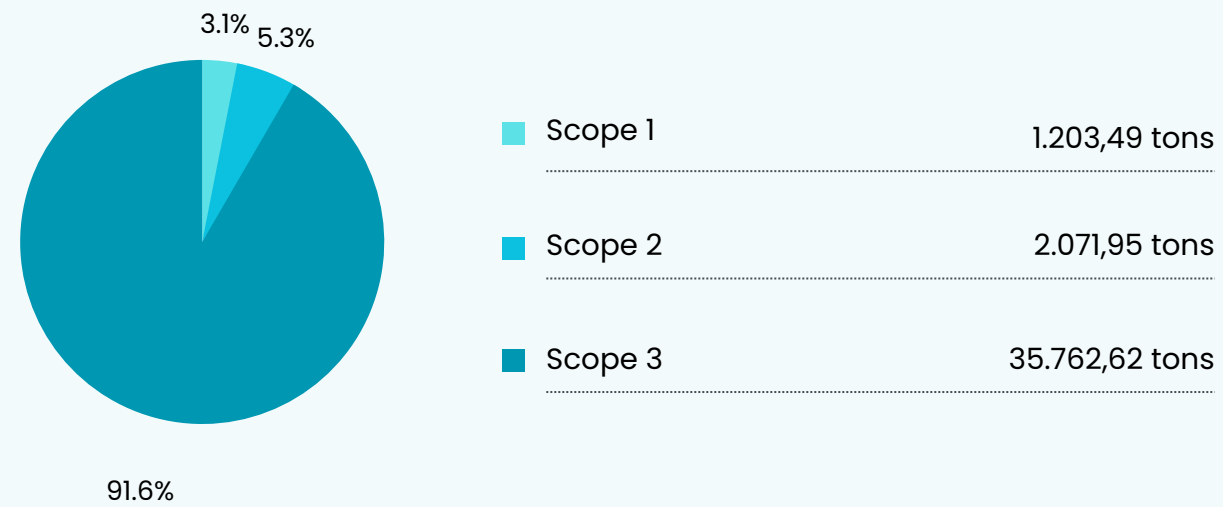 3.1%
5.3%
Scope 1 1.203,49 tons
Scope 2 2.071,95 tons
Scope 3 35.762,62 tons
91.6%